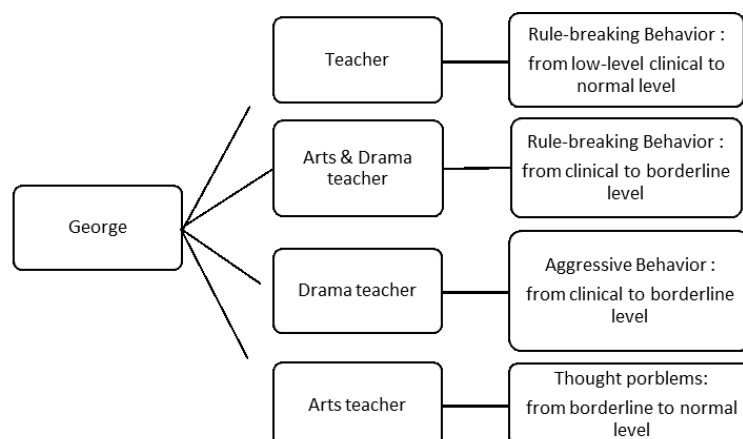 George
Teacher
Rule-breaking Behavior :
from low-level clinical to
normal level
Arts & Drama
teacher
Rule-breaking Behavior :
from clinical to borderline
level
Drama teacher
Aggressive Behavior :
from clinical to borderline
level
Arts teacher
Thought porblems:
from borderline to normal
level